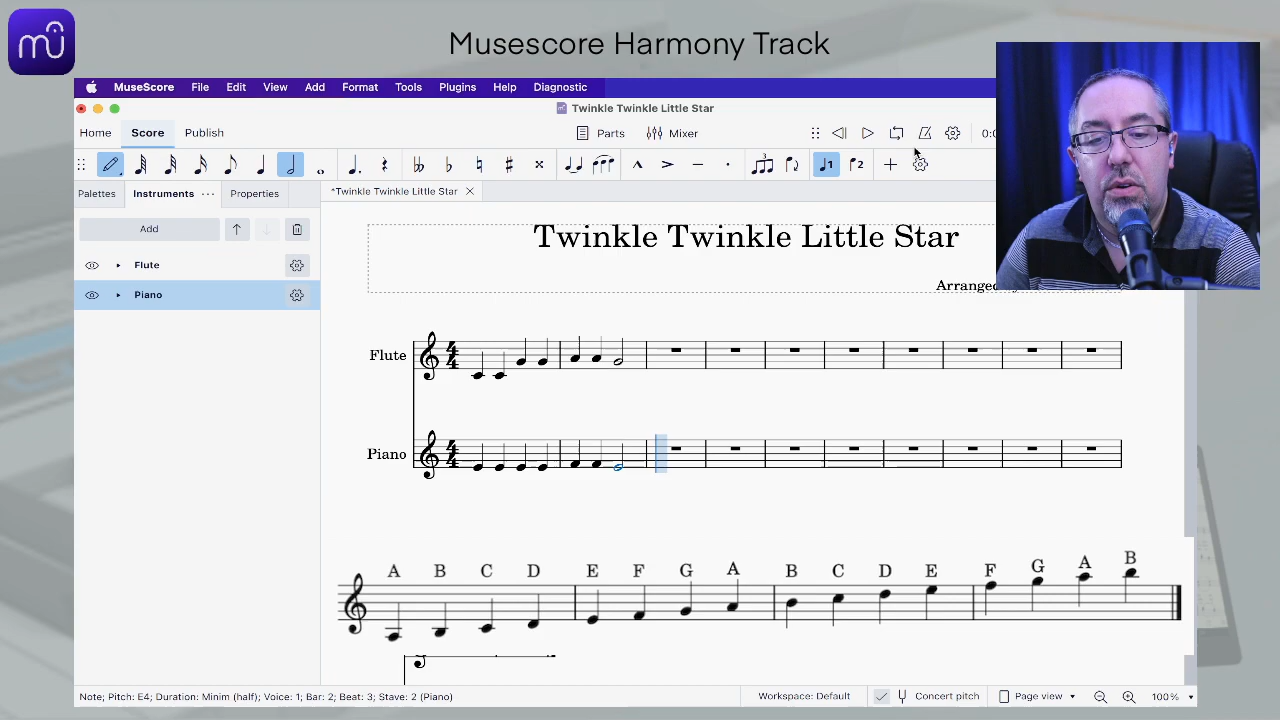 Musescore Harmony Track
MuseScore File Edit View Add Format Tools Plugins Help Diagnostic
Twinkle Twinkle Little Star
Home Score Publish Parts Mixer
Palettes Instruments Properties *Twinkle Twinkle Little Star
Add
Twinkle Twinkle Little Star
Flute
Piano
Flute
Piano
A B C D E F G A B C D E F G A B
Note; Pitch: E4; Duration: Minim (half); Voice: 1; Bar: 2; Beat: 3; Stave: 2 (Piano) Workspace: Default Concert pitch Page view 100%